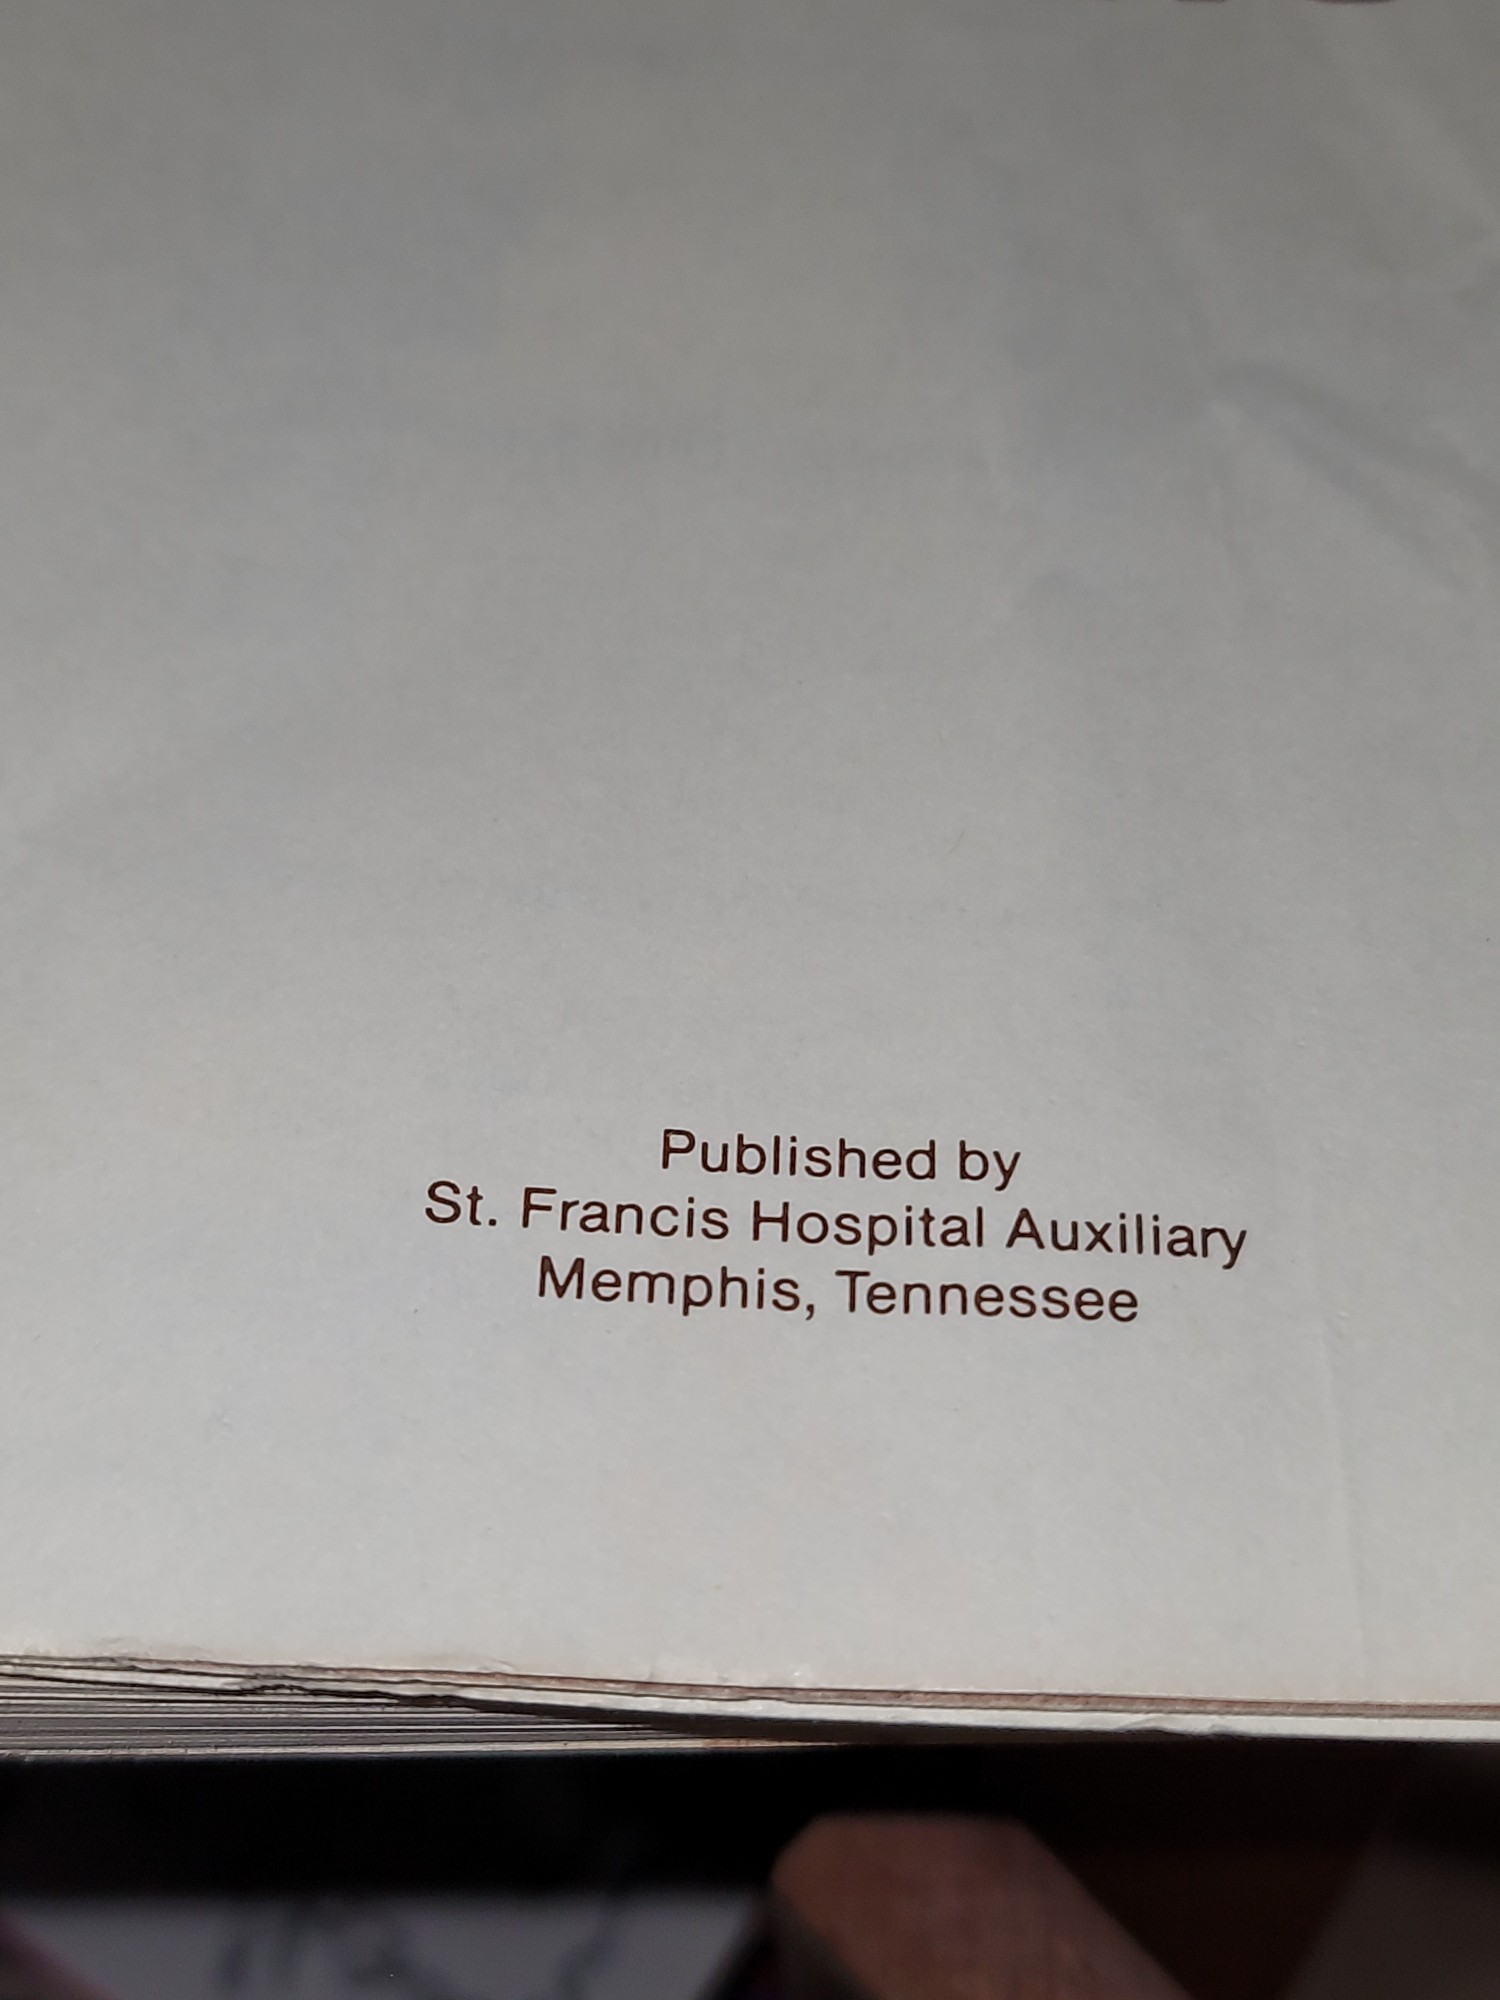 Published by
St. Francis Hospital Auxiliary
Memphis, Tennessee